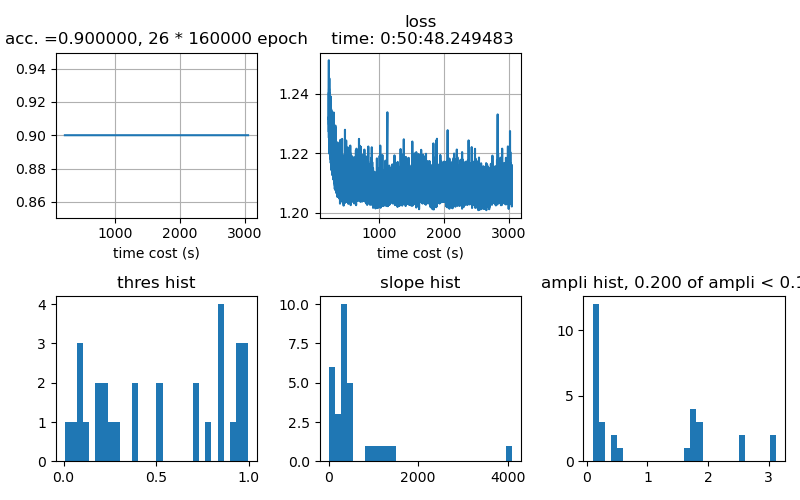 acc. =0.900000, 26 * 160000 epoch
0.94
0.92
0.90
0.88
0.86
1000 2000 3000
time cost (s)
loss
time: 0:50:48.249483
1.24
1.22
1.20
1000 2000 3000
time cost (s)
thres hist
4
3
2
1
0
0.0 0.5 1.0
slope hist
10.0
7.5
5.0
2.5
0.0
0 2000 4000
ampli hist, 0.200 of ampli < 0.1
10
5
0
0 1 2 3